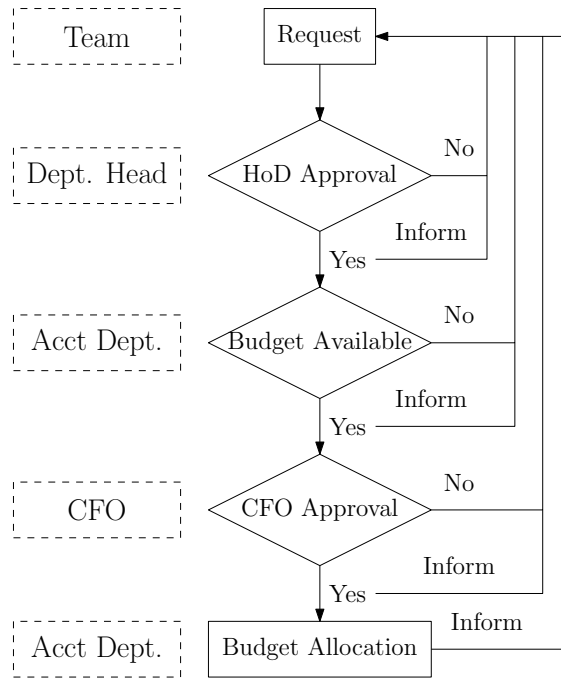 Team
Request
Dept. Head
HoD Approval
No
Inform
Yes
Acct Dept.
Budget Available
No
Inform
Yes
CFO
CFO Approval
No
Inform
Yes
Acct Dept.
Budget Allocation
Inform